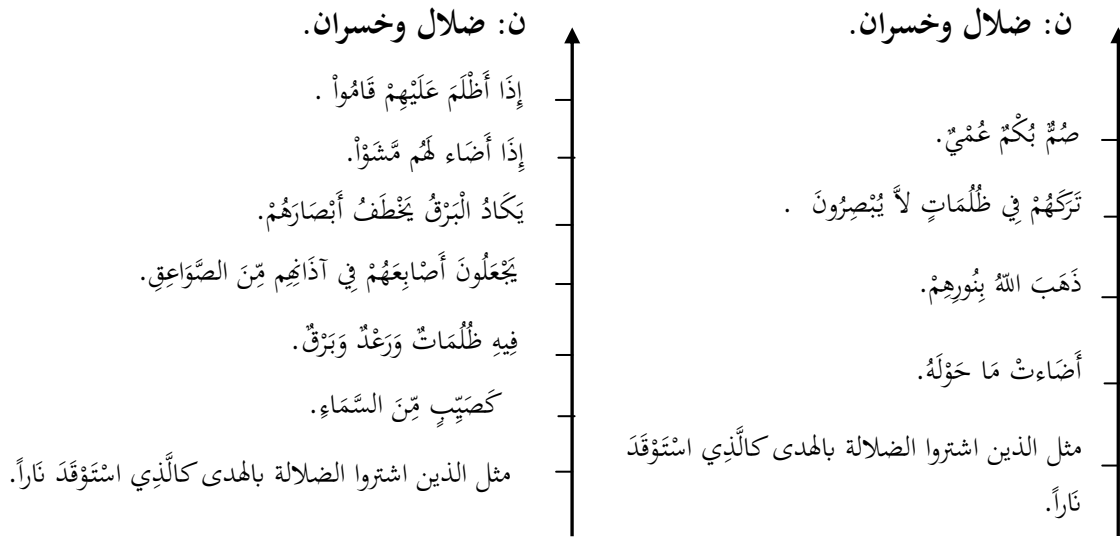 ن: ضلال وخسران.
صُمٌّ بُكْمٌ عُمْيٌ.
تَرَكَهُمْ فِي ظُلُمَاتٍ لاَّ يُبْصِرُونَ .
ذَهَبَ اللّهُ بِنُورِهِمْ.
أَضَاءتْ مَا حَوْلَهُ.
مثل الذين اشتروا الضلالة بالهدى كالَّذِي اسْتَوْقَدَ
نَاراً.
ن: ضلال وخسران.
إِذَا أَظْلَمَ عَلَيْهِمْ قَامُواْ .
إِذَا أَضَاء لَهُم مَّشَوْاْ.
يَكَادُ الْبَرْقُ يَخْطَفُ أَبْصَارَهُمْ.
يَجْعَلُونَ أَصْابِعَهُمْ فِي آذَانِهِم مِّنَ الصَّوَاعِقِ.
فِيهِ ظُلُمَاتٌ وَرَعْدٌ وَبَرْقٌ.
كَصَيِّبٍ مِّنَ السَّمَاءِ.
مثل الذين اشتروا الضلالة بالهدى كالَّذِي اسْتَوْقَدَ نَاراً.